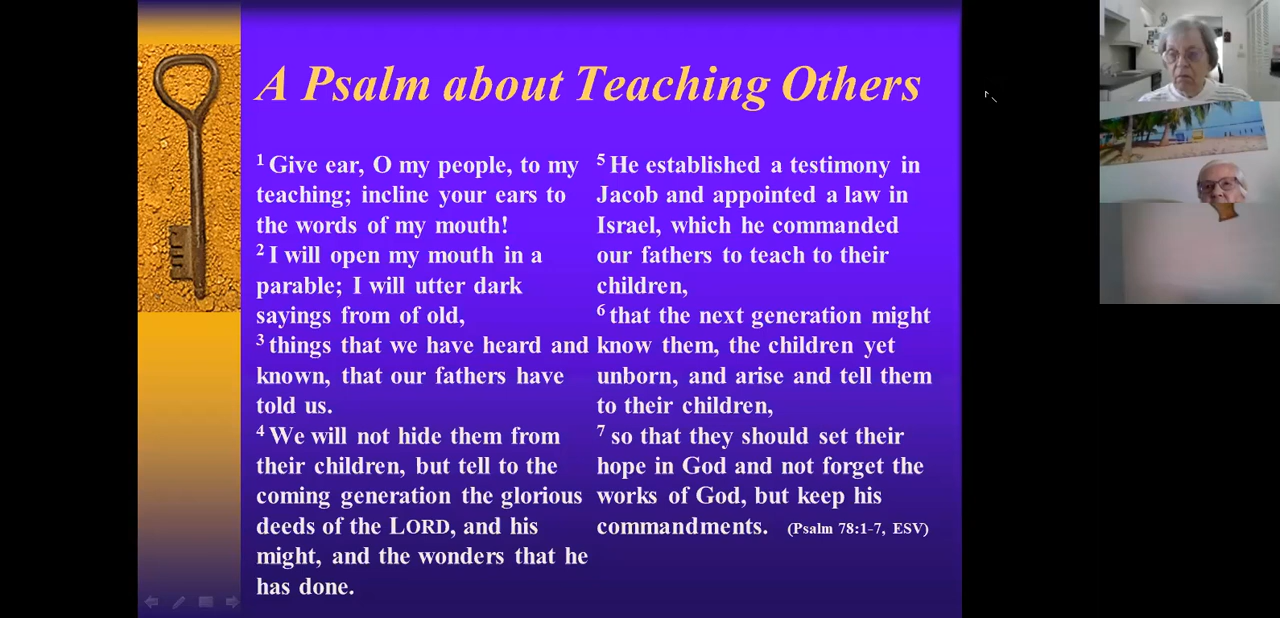 A Psalm about Teaching Others
1 Give ear, O my people, to my
teaching; incline your ears to
the words of my mouth!
2 I will open my mouth in a
parable; I will utter dark
sayings from of old,
3 things that we have heard and
known, that our fathers have
told us.
4 We will not hide them from
their children, but tell to the
coming generation the glorious
deeds of the LORD, and his
might, and the wonders that he
has done.
5 He established a testimony in
Jacob and appointed a law in
Israel, which he commanded
our fathers to teach to their
children,
6 that the next generation might
know them, the children yet
unborn, and arise and tell them
to their children,
7 so that they should set their
hope in God and not forget the
works of God, but keep his
commandments. (Psalm 78:1-7, ESV)